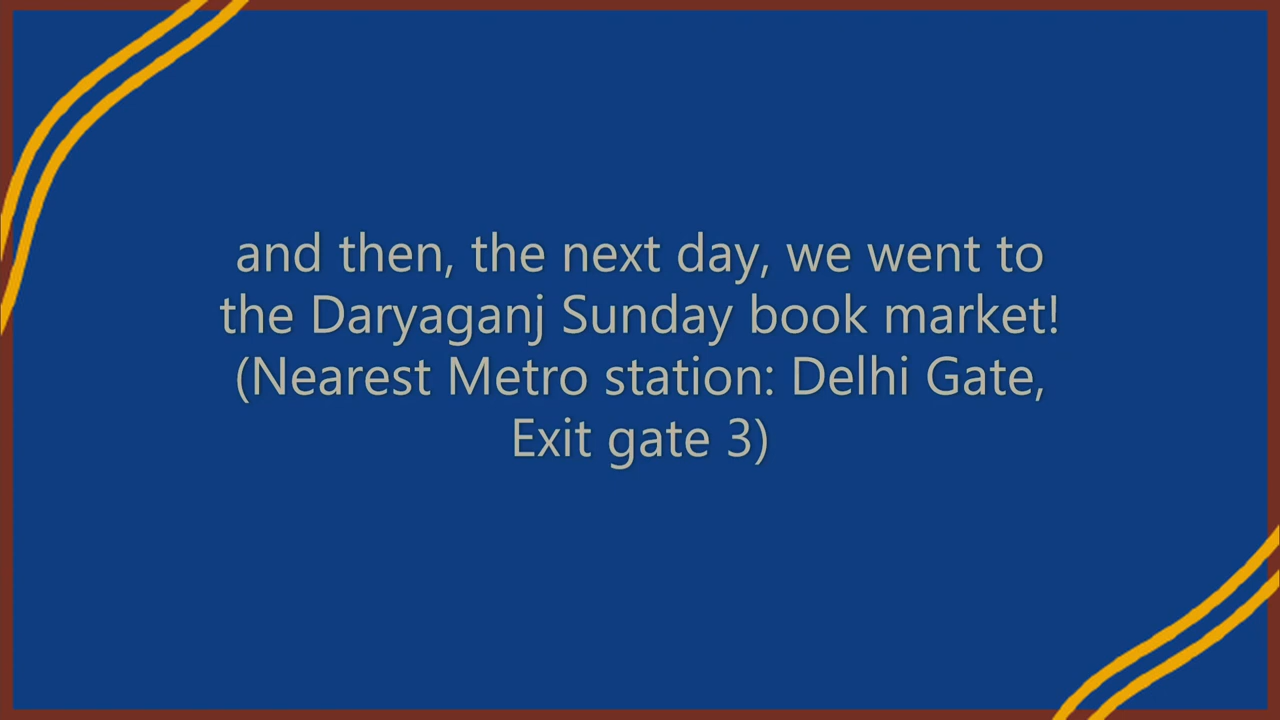 and then, the next day, we went to
the Daryaganj Sunday book market!
(Nearest Metro station: Delhi Gate,
Exit gate 3)